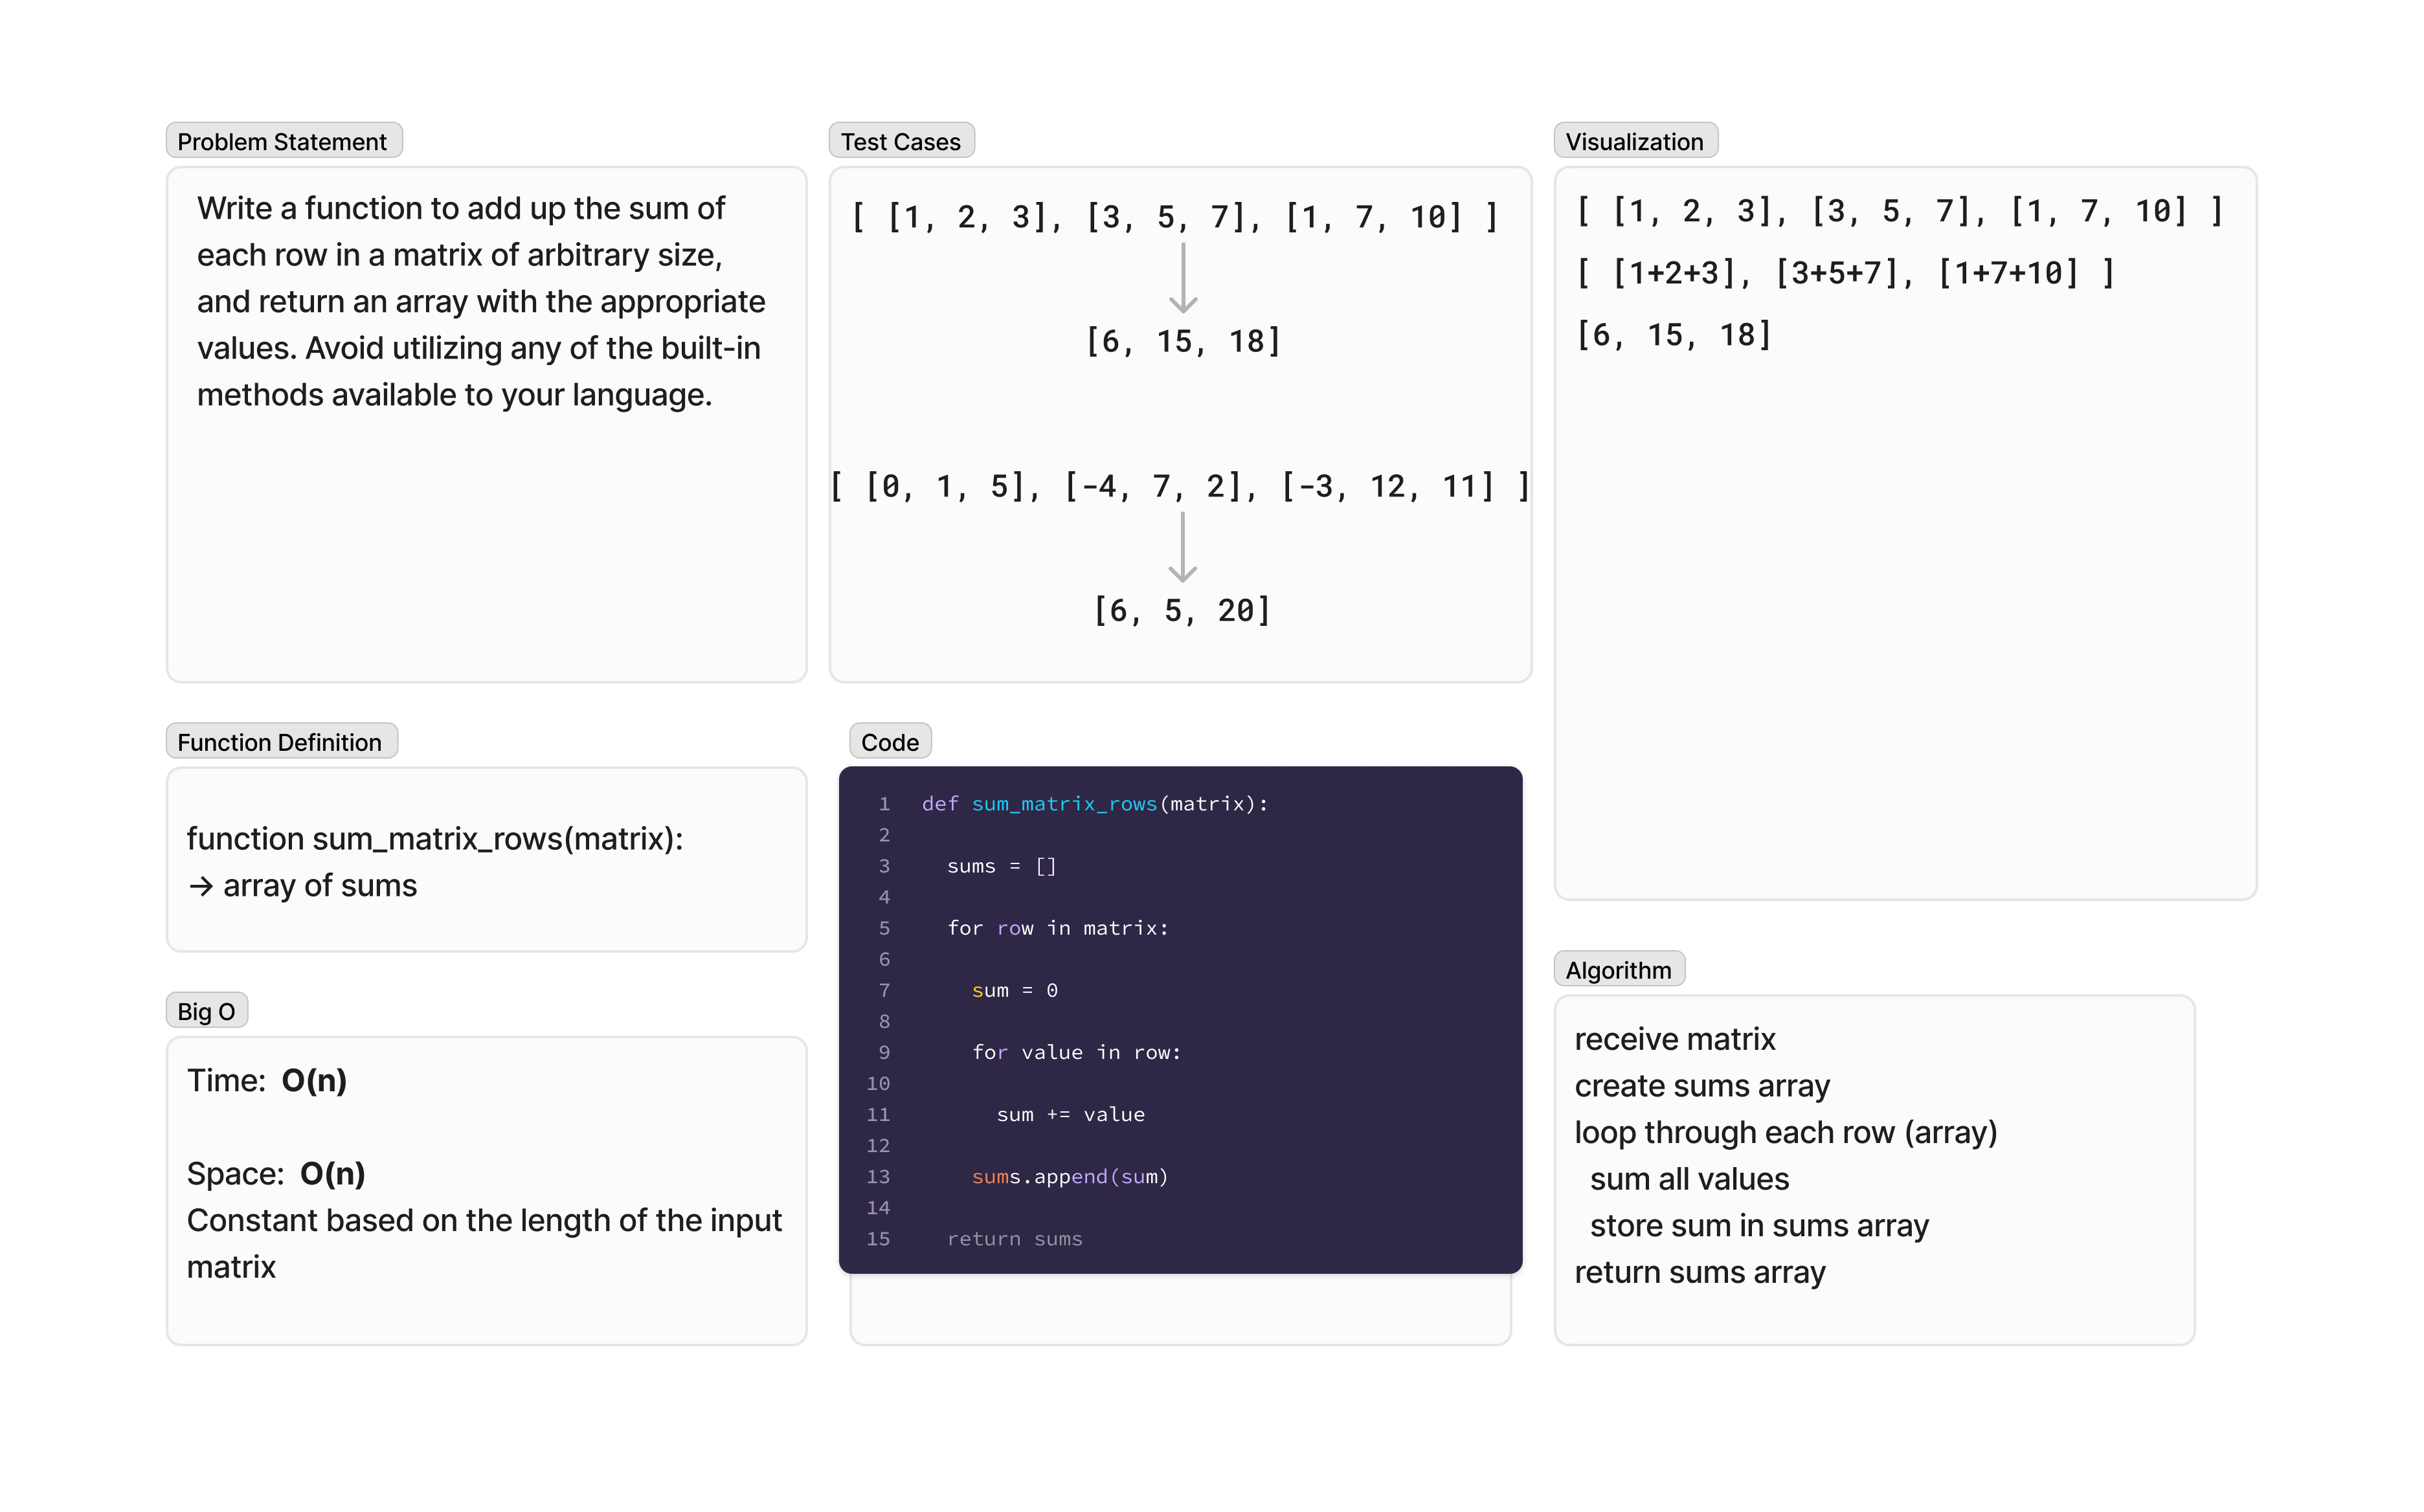 Problem Statement
Write a function to add up the sum of
each row in a matrix of arbitrary size,
and return an array with the appropriate
values. Avoid utilizing any of the built-in
methods available to your language.
Test Cases
[ [1, 2, 3], [3, 5, 7], [1, 7, 10] ]
[6, 15, 18]
[ [0, 1, 5], [-4, 7, 2], [-3, 12, 11] ]
[6, 5, 20]
Visualization
[ [1, 2, 3], [3, 5, 7], [1, 7, 10] ]
[ [1+2+3], [3+5+7], [1+7+10] ]
[6, 15, 18]
Function Definition
function sum_matrix_rows(matrix):
→ array of sums
Big O
Time: O(n)
Space: O(n)
Constant based on the length of the input
matrix
Code
1 def sum_matrix_rows(matrix):
2
3 sums = []
4
5 for row in matrix:
6
7 sum = 0
8
9 for value in row:
10
11 sum += value
12
13 sums.append(sum)
14
15 return sums
Algorithm
receive matrix
create sums array
loop through each row (array)
sum all values
store sum in sums array
return sums array